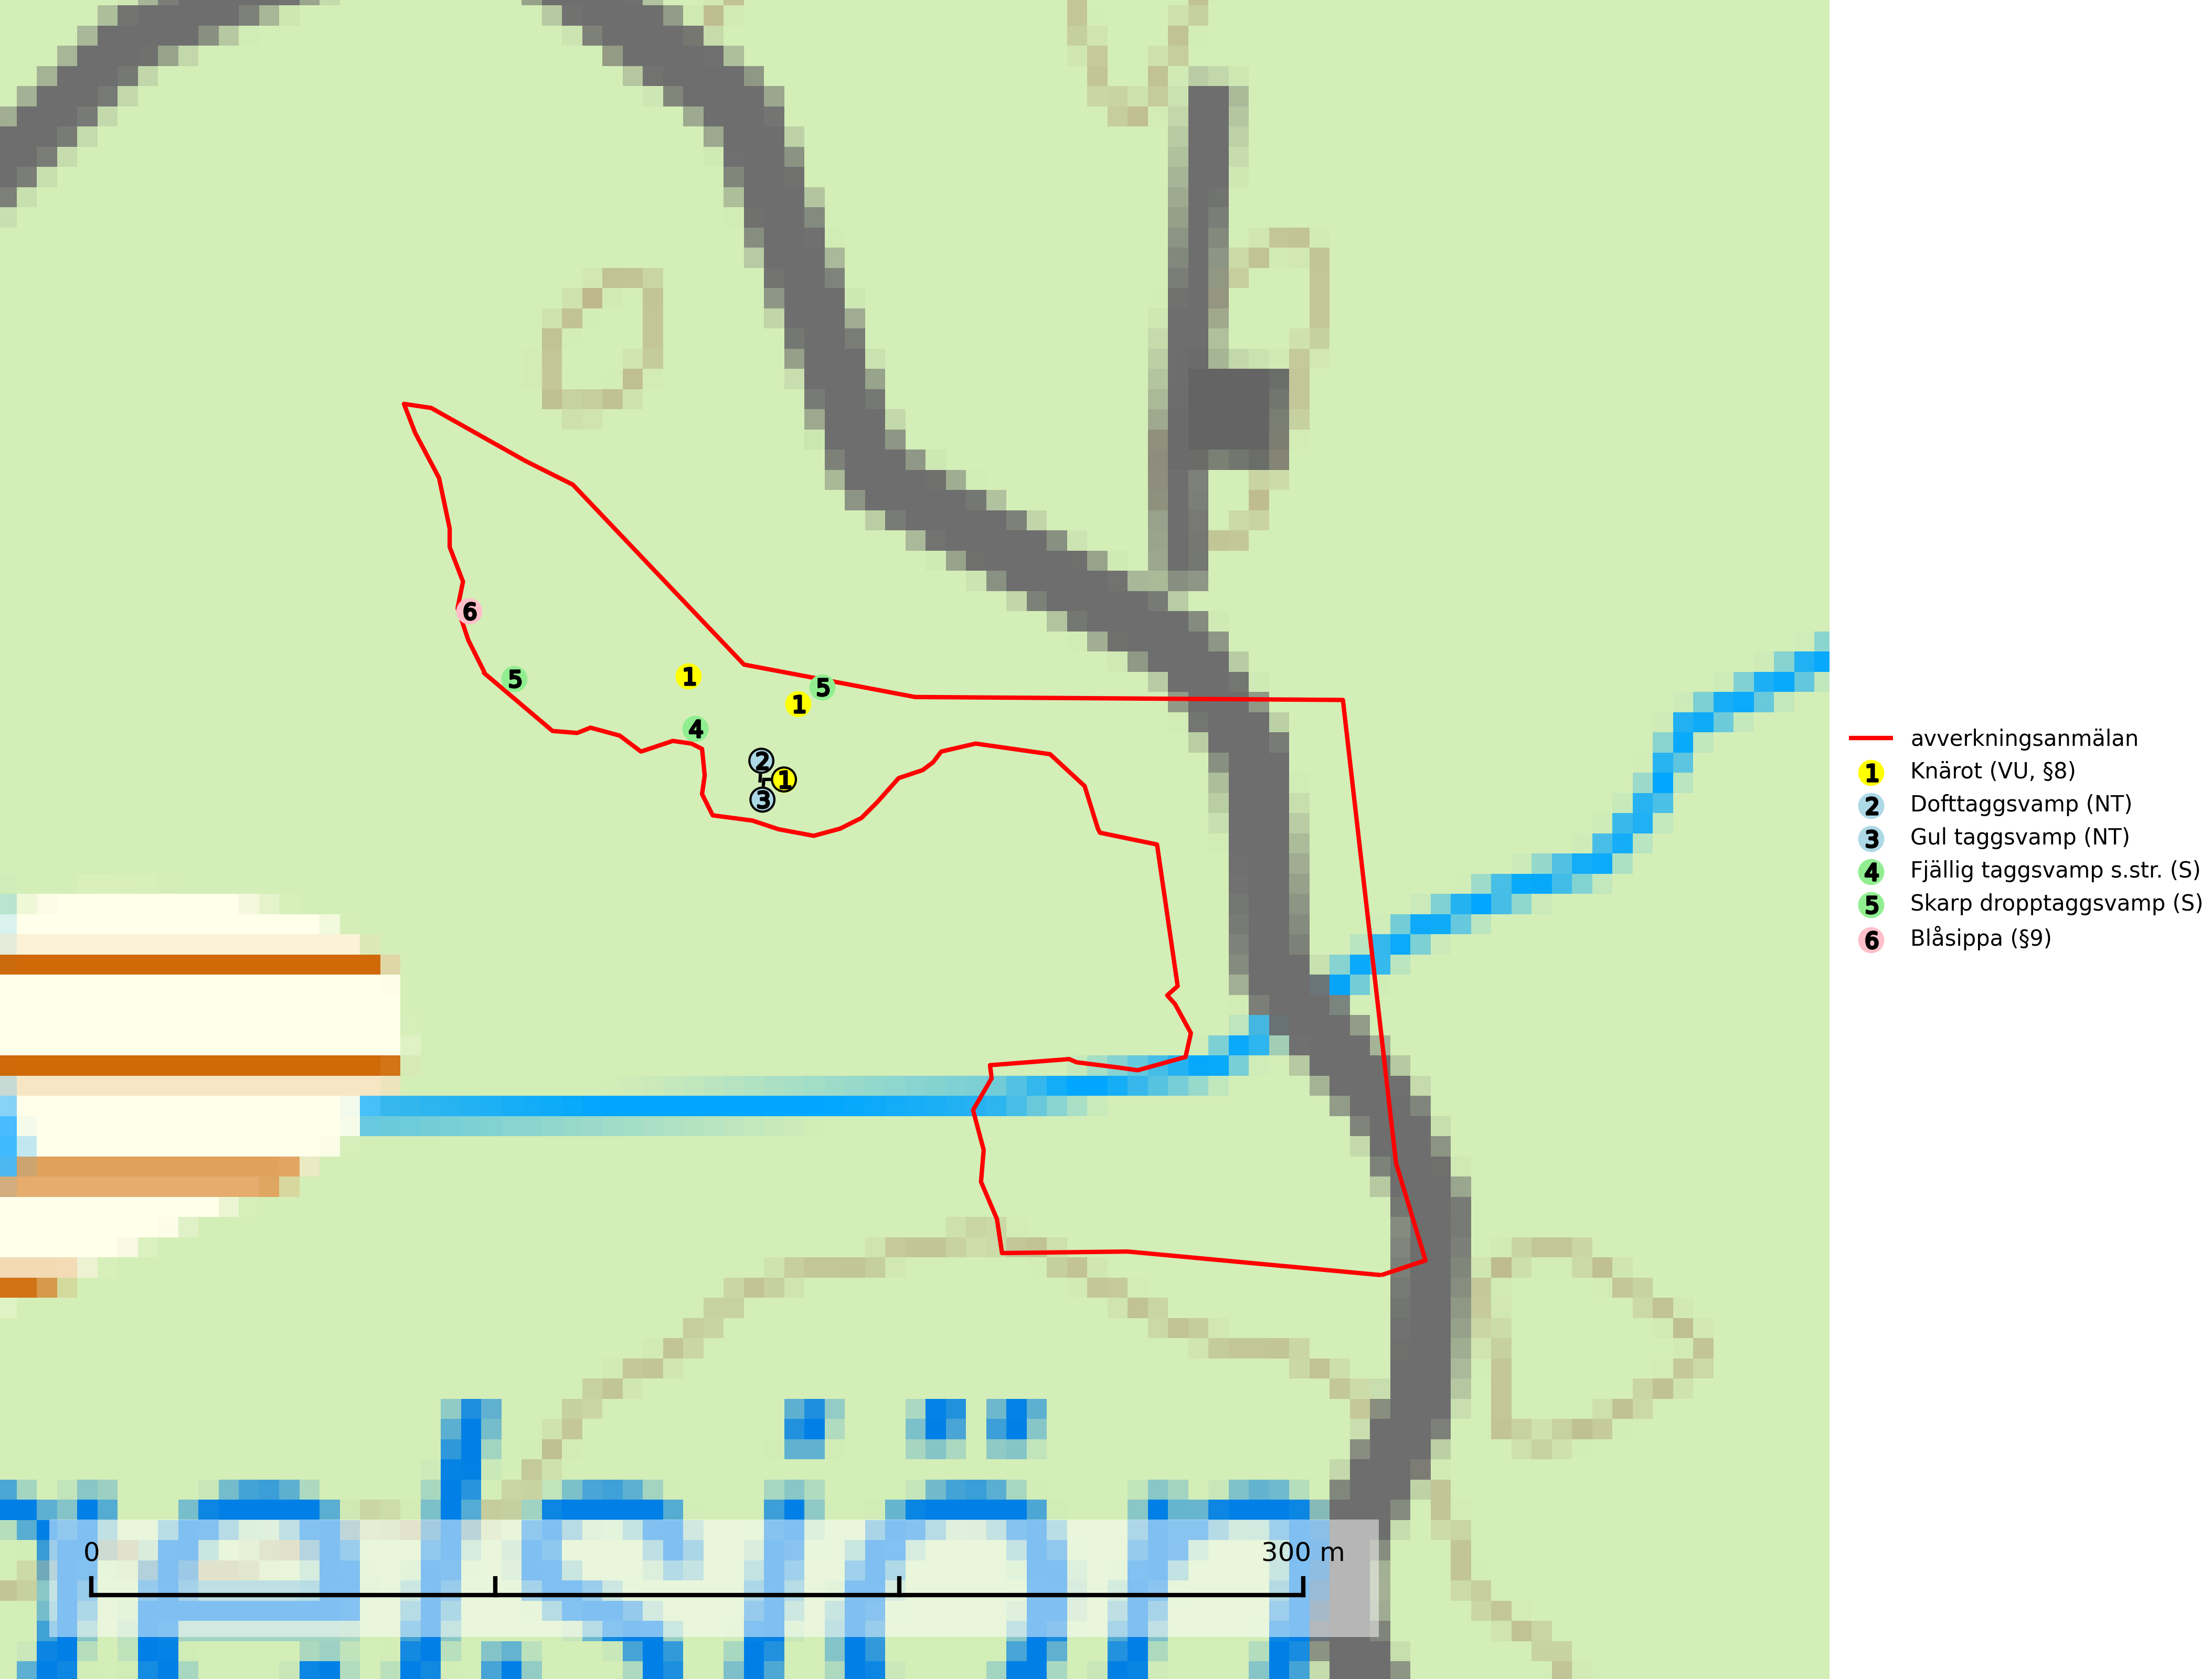 6
5
1
5
1
4
2
1
3
avverkningsanmälan
1 Knärot (VU, §8)
2 Dofttaggsvamp (NT)
3 Gul taggsvamp (NT)
4 Fjällig taggsvamp s.str. (S)
5 Skarp dropptaggsvamp (S)
6 Blåsippa (§9)
0 300 m